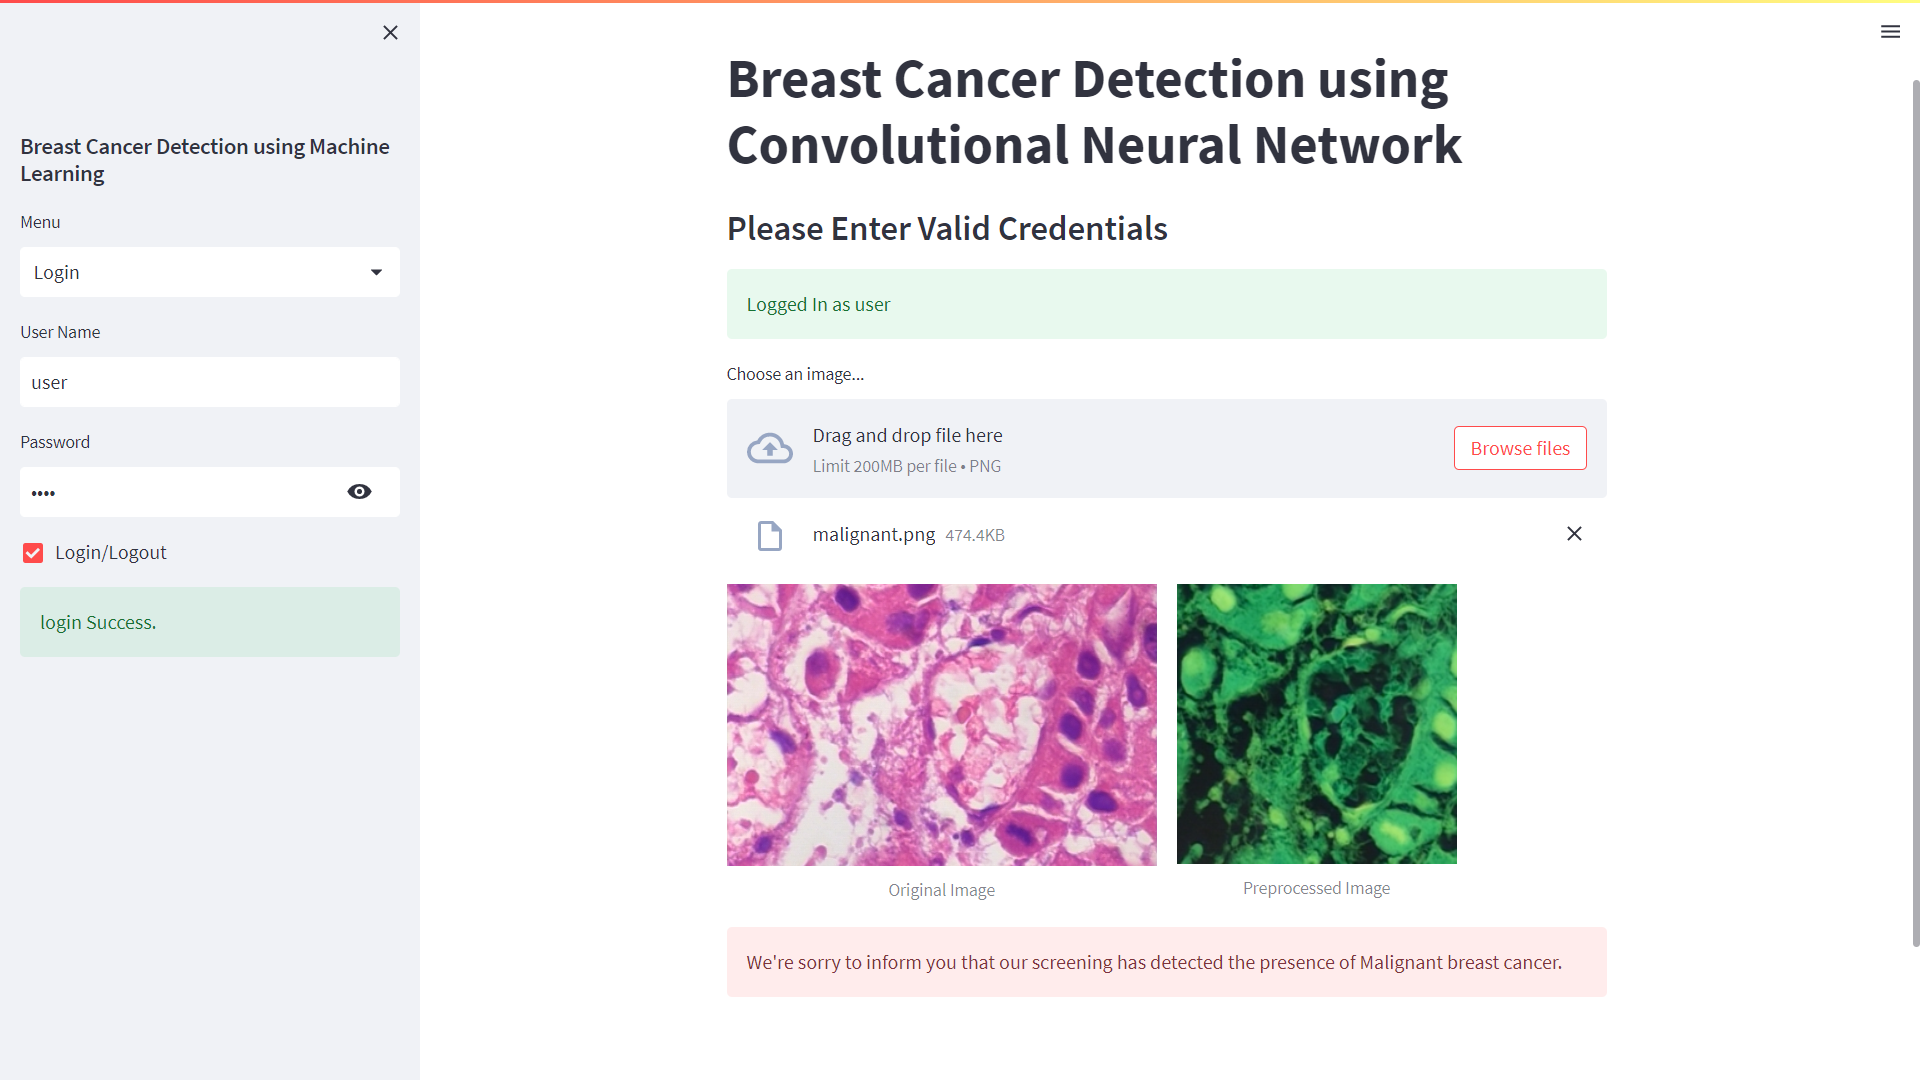 Breast Cancer Detection using Machine
Learning
Menu
Login
User Name
user
Password
••••
Login/Logout
login Success.
Breast Cancer Detection using
Convolutional Neural Network
Please Enter Valid Credentials
Logged In as user
Choose an image...
Drag and drop file here
Limit 200MB per file • PNG
Browse files
malignant.png 474.4KB
Original Image
Preprocessed Image
We're sorry to inform you that our screening has detected the presence of Malignant breast cancer.